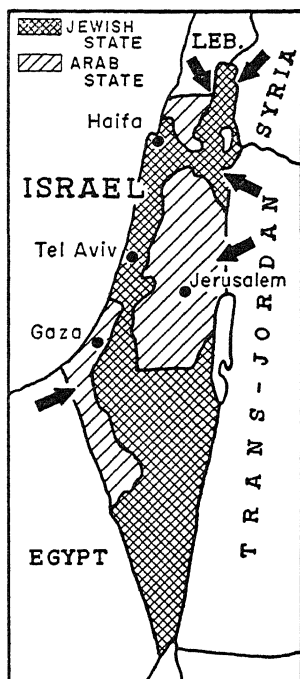 JEWISH
STATE
ARAB
STATE
LEB.
SYRIA
Haifa
ISRAEL
Tel Aviv
Jerusalem
Gaza
TRANS-JORDAN
EGYPT